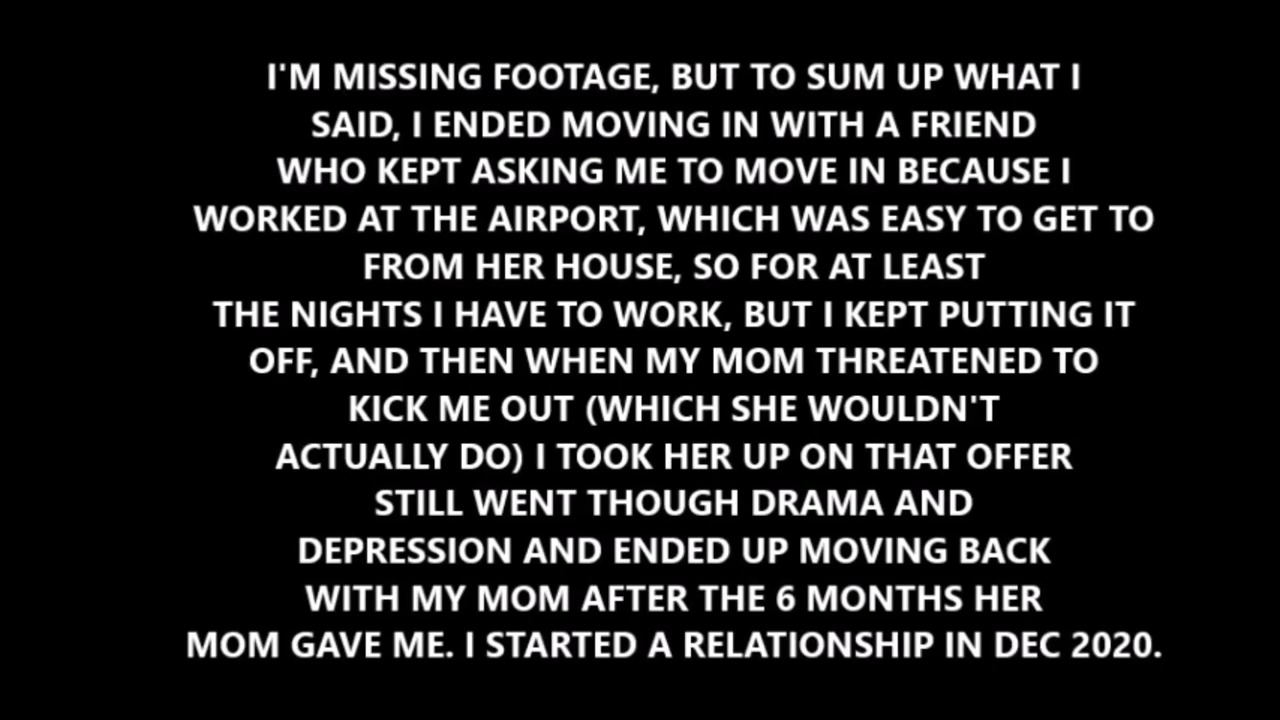 I'M MISSING FOOTAGE, BUT TO SUM UP WHAT I
SAID, I ENDED MOVING IN WITH A FRIEND
WHO KEPT ASKING ME TO MOVE IN BECAUSE I
WORKED AT THE AIRPORT, WHICH WAS EASY TO GET TO
FROM HER HOUSE, SO FOR AT LEAST
THE NIGHTS I HAVE TO WORK, BUT I KEPT PUTTING IT
OFF, AND THEN WHEN MY MOM THREATENED TO
KICK ME OUT (WHICH SHE WOULDN'T
ACTUALLY DO) I TOOK HER UP ON THAT OFFER
STILL WENT THOUGH DRAMA AND
DEPRESSION AND ENDED UP MOVING BACK
WITH MY MOM AFTER THE 6 MONTHS HER
MOM GAVE ME. I STARTED A RELATIONSHIP IN DEC 2020.